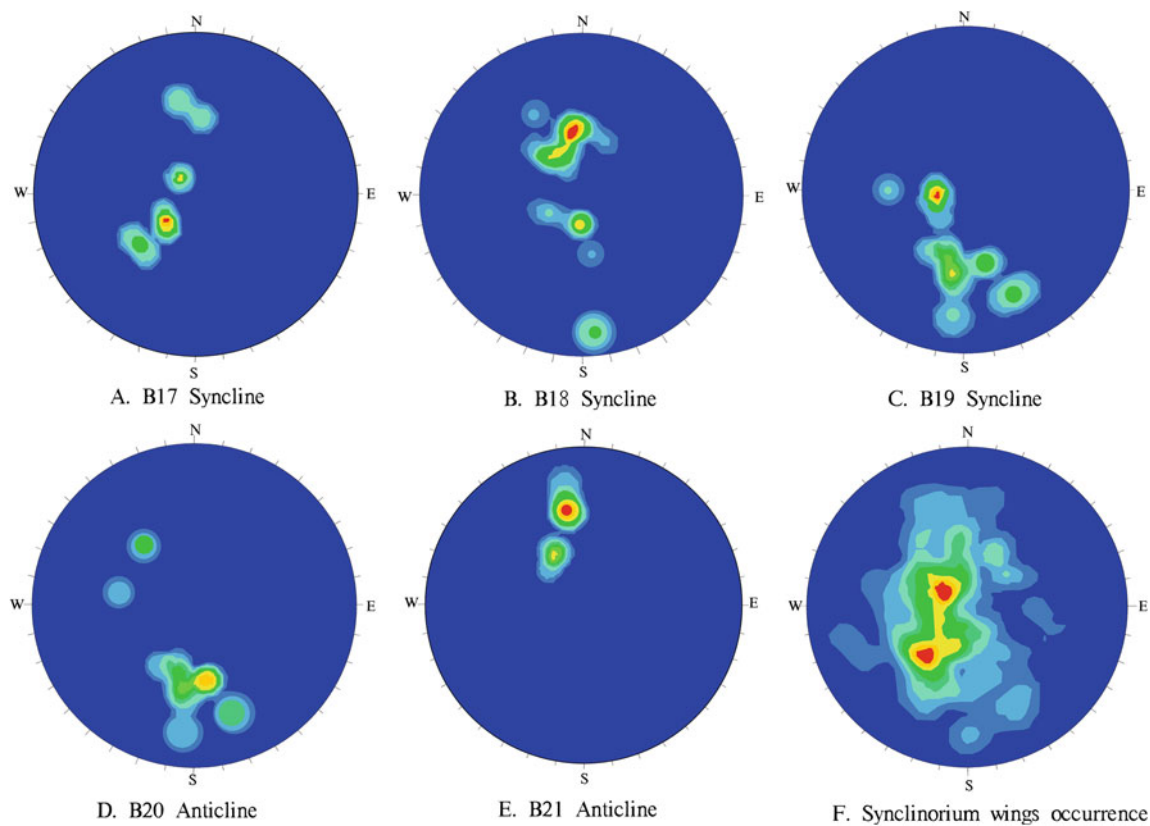 N
N
N
W
E
W
E
W
E
S
S
S
A. B17 Syncline
B. B18 Syncline
C. B19 Syncline
N
N
N
W
E
W
E
W
E
S
S
S
D. B20 Anticline
E. B21 Anticline
F. Synclinorium wings occurrence